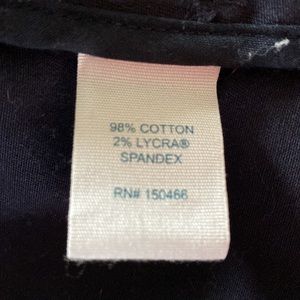 98% COTTON
2% LYCRA®
SPANDEX
RN# 150466